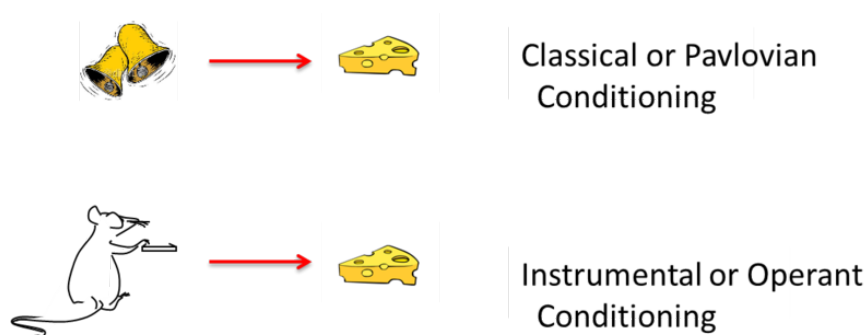 Classical or Pavlovian
Conditioning
Instrumental or Operant
Conditioning